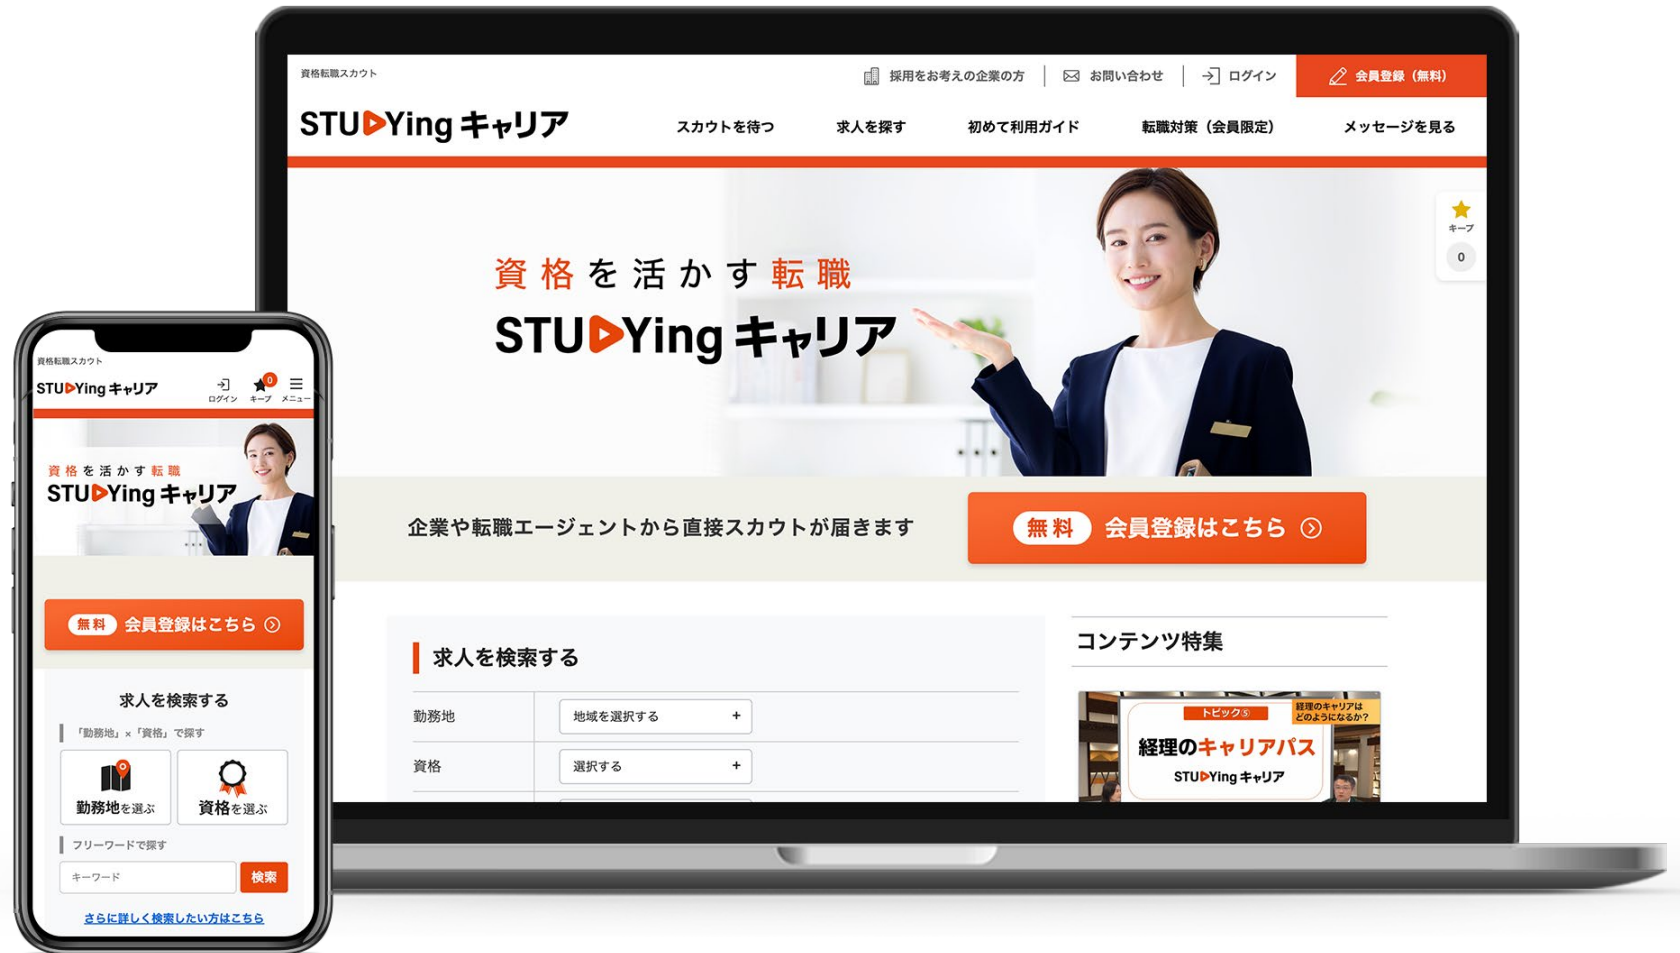 資格転職スカウト
採用をお考えの企業の方
お問い合わせ
ログイン
会員登録（無料）
STUDYing キャリア
スカウトを待つ
求人を探す
初めて利用ガイド
転職対策（会員限定）
メッセージを見る
キープ
0
資格を活かす転職
STUDYing キャリア
企業や転職エージェントから直接スカウトが届きます
無料 会員登録はこちら
求人を検索する
勤務地
地域を選択する +
資格
選択する +
コンテンツ特集
トピック⑤
経理のキャリアは
どのようになるか？
経理のキャリアパス
STUDYing キャリア
資格転職スカウト
STUDYing キャリア
ログイン
0
キープ
メニュー
資格を活かす転職
STUDYing キャリア
無料 会員登録はこちら
求人を検索する
「勤務地」×「資格」で探す
勤務地を選ぶ
資格を選ぶ
フリーワードで探す
キーワード
検索
さらに詳しく検索したい方はこちら